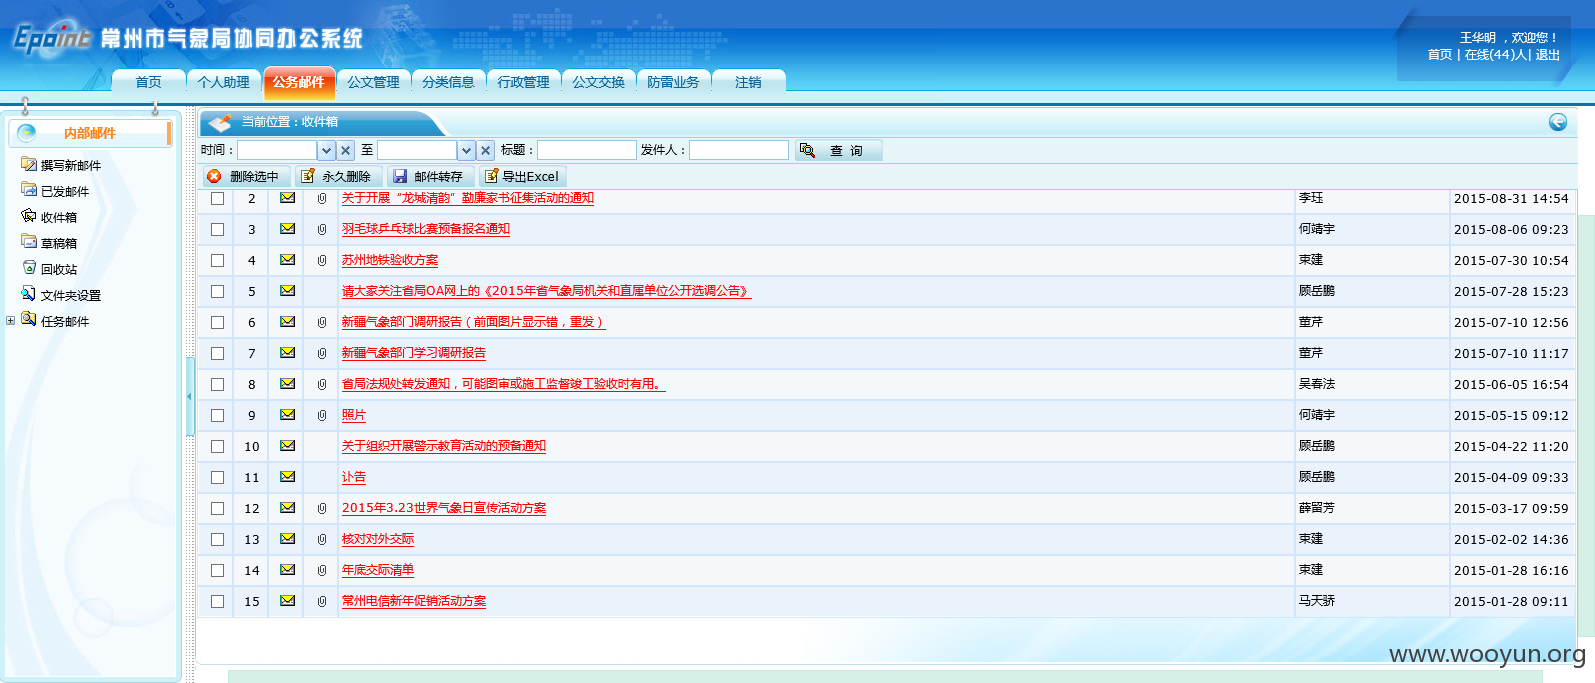 Epoint 常州市气象局协同办公系统
王华明 ，欢迎您！
首页 | 在线(44)人 | 退出
首页 个人助理 公务邮件 公文管理 分类信息 行政管理 公文交换 防雷业务 注销
内部邮件
撰写新邮件
已发邮件
收件箱
草稿箱
回收站
文件夹设置
任务邮件
当前位置：收件箱
时间： 至 标题： 发件人： 查 询
删除选中 永久删除 邮件转存 导出Excel
2 关于开展“龙城清韵”勤廉家书征集活动的通知 李珏 2015-08-31 14:54
3 羽毛球乒乓球比赛预备报名通知 何靖宇 2015-08-06 09:23
4 苏州地铁验收方案 束建 2015-07-30 10:54
5 请大家关注省局OA网上的《2015年省气象局机关和直属单位公开选调公告》 顾岳鹏 2015-07-28 15:23
6 新疆气象部门调研报告（前面图片显示错，重发） 董芹 2015-07-10 12:56
7 新疆气象部门学习调研报告 董芹 2015-07-10 11:17
8 省局法规处转发通知，可能图审或施工监督竣工验收时有用。 吴春法 2015-06-05 16:54
9 照片 何靖宇 2015-05-15 09:12
10 关于组织开展警示教育活动的预备通知 顾岳鹏 2015-04-22 11:20
11 讣告 顾岳鹏 2015-04-09 09:33
12 2015年3.23世界气象日宣传活动方案 薛留芳 2015-03-17 09:59
13 核对对外交际 束建 2015-02-02 14:36
14 年底交际清单 束建 2015-01-28 16:16
15 常州电信新年促销活动方案 马天骄 2015-01-28 09:11
www.wooyun.org